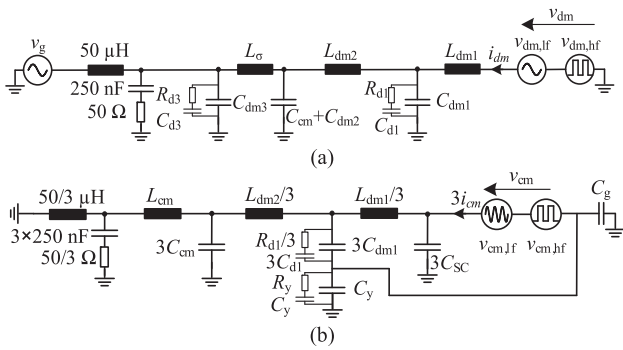 v_g
50 µH
250 nF
50 Ω
R_d3
C_d3
C_dm3
L_σ
C_cm+C_dm2
L_dm2
R_d1
C_d1
C_dm1
L_dm1
i_dm
v_dm
v_dm,lf
v_dm,hf
(a)
50/3 µH
3×250 nF
50/3 Ω
L_cm
3C_cm
L_dm2/3
R_d1/3
3C_d1
3C_dm1
R_y
C_y
C_y
L_dm1/3
3C_SC
3i_cm
v_cm
v_cm,lf
v_cm,hf
C_g
(b)